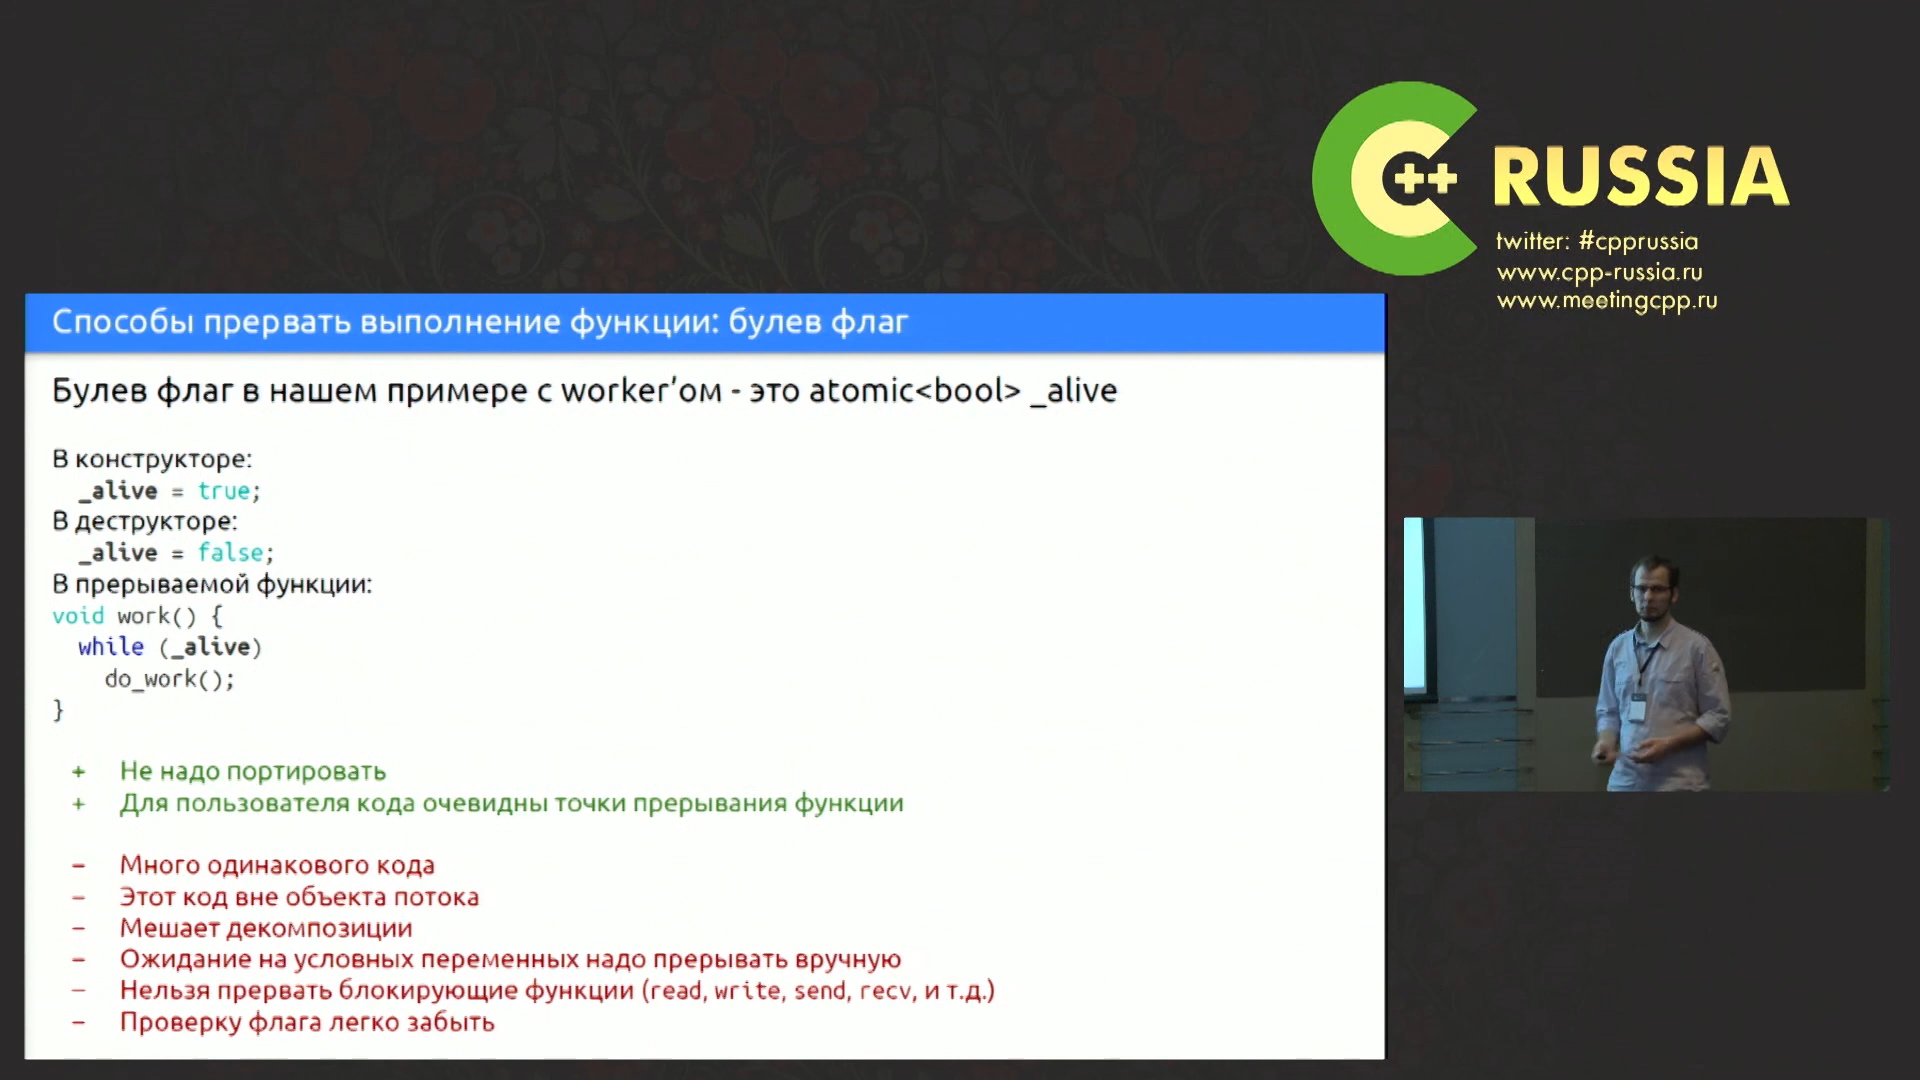 ++ RUSSIA
twitter: #cpprussia
www.cpp-russia.ru
www.meetingcpp.ru
Способы прервать выполнение функции: булев флаг
Булев флаг в нашем примере с worker’ом - это atomic<bool> _alive
В конструкторе:
_alive = true;
В деструкторе:
_alive = false;
В прерываемой функции:
void work() {
while (_alive)
do_work();
}
+ Не надо портировать
+ Для пользователя кода очевидны точки прерывания функции
– Много одинакового кода
– Этот код вне объекта потока
– Мешает декомпозиции
– Ожидание на условных переменных надо прерывать вручную
– Нельзя прервать блокирующие функции (read, write, send, recv, и т.д.)
– Проверку флага легко забыть